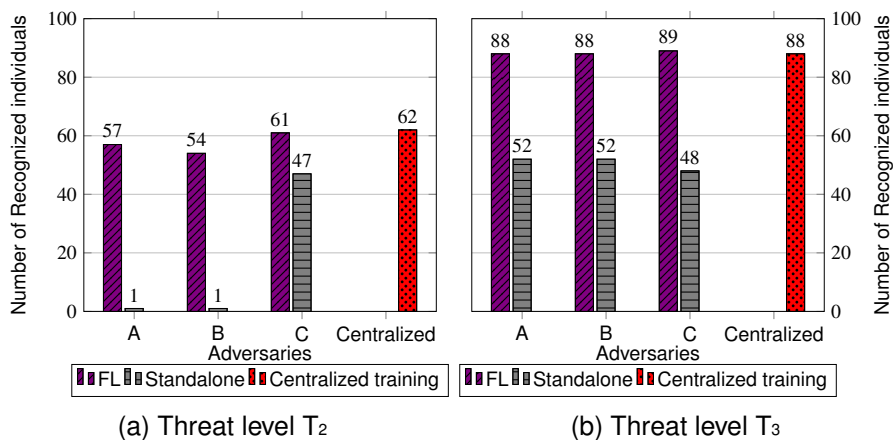 Number of Recognized individuals
100
80
60
40
20
0
57
54
61
62
47
1
1
A
B
C
Centralized
Adversaries
FL
Standalone
Centralized training
(a) Threat level T₂
88
88
89
88
52
52
48
100
80
60
40
20
0
Number of Recognized individuals
A
B
C
Centralized
Adversaries
FL
Standalone
Centralized training
(b) Threat level T₃